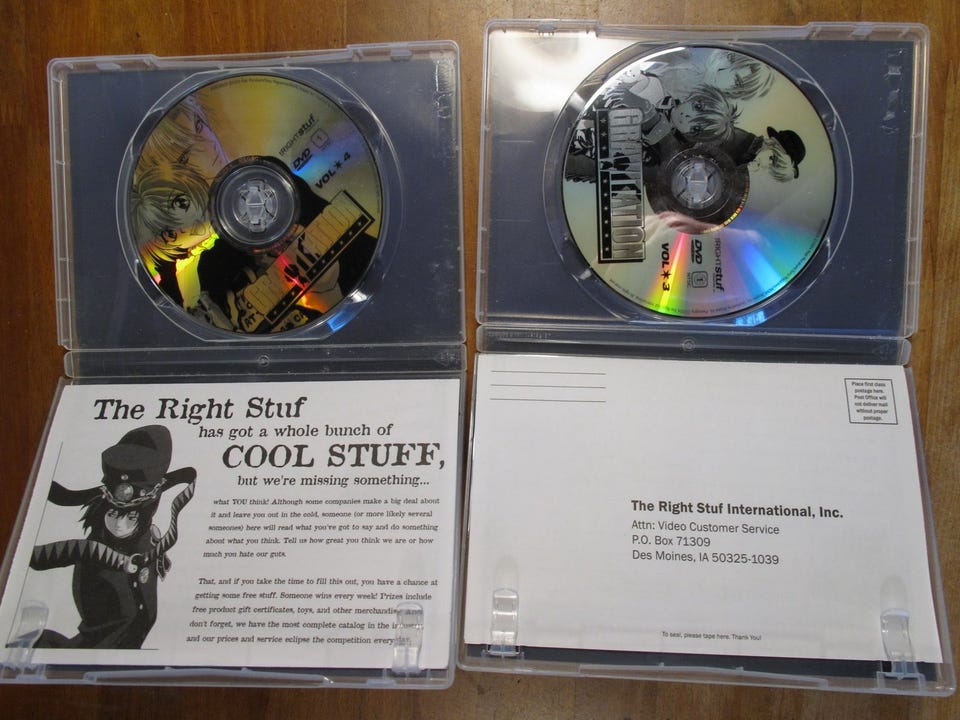 RIGHTstuf
DVD
1
VOL★4
GRAVITATION
GRAVITATION
VOL★3
DVD
1
NTSC
RIGHTstuf
The Right Stuf
has got a whole bunch of
COOL STUFF,
but we're missing something...
what YOU think! Although some companies make a big deal about
it and leave you out in the cold, someone (or more likely several
someones) here will read what you've got to say and do something
about what you think. Tell us how great you think we are or how
much you hate our guts.
That, and if you take the time to fill this out, you have a chance at
getting some free stuff. Someone wins every week! Prizes include
free product gift certificates, toys, and other merchandise. And
don't forget, we have the most complete catalog in the industry
and our prices and service eclipse the competition everyday.
Place first class
postage here.
Post Office will
not deliver mail
without proper
postage.
The Right Stuf International, Inc.
Attn: Video Customer Service
P.O. Box 71309
Des Moines, IA 50325-1039
To seal, please tape here. Thank You!